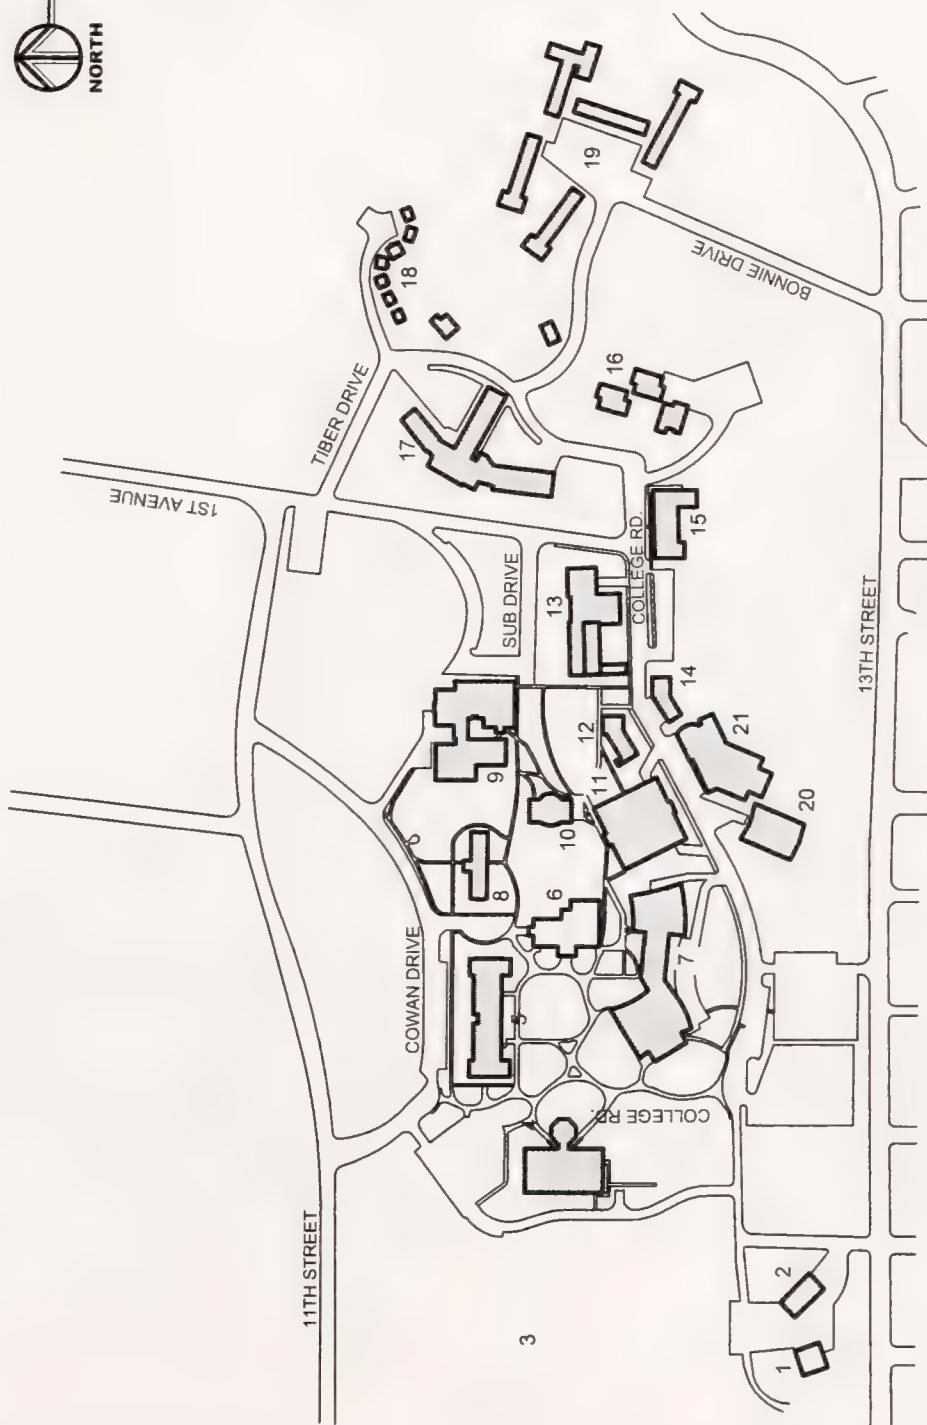 NORTH
19
18
BONNIE DRIVE
TIBER DRIVE
16
17
1ST AVENUE
15
COLLEGE RD.
SUB DRIVE
13
13TH STREET
14
12
21
9
11
20
10
8
6
COWAN DRIVE
7
5
COLLEGE RD.
11TH STREET
2
3
1